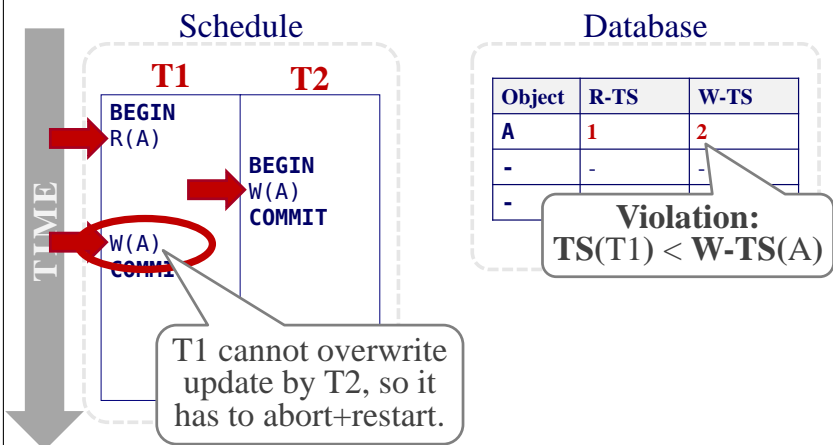 Schedule
Database
TIME
T1 T2
BEGIN
R(A)
BEGIN
W(A)
COMMIT
W(A)
COMMI
T1 cannot overwrite
update by T2, so it
has to abort+restart.
Object R-TS W-TS
A 1 2
- - -
-
Violation:
TS(T1) < W-TS(A)